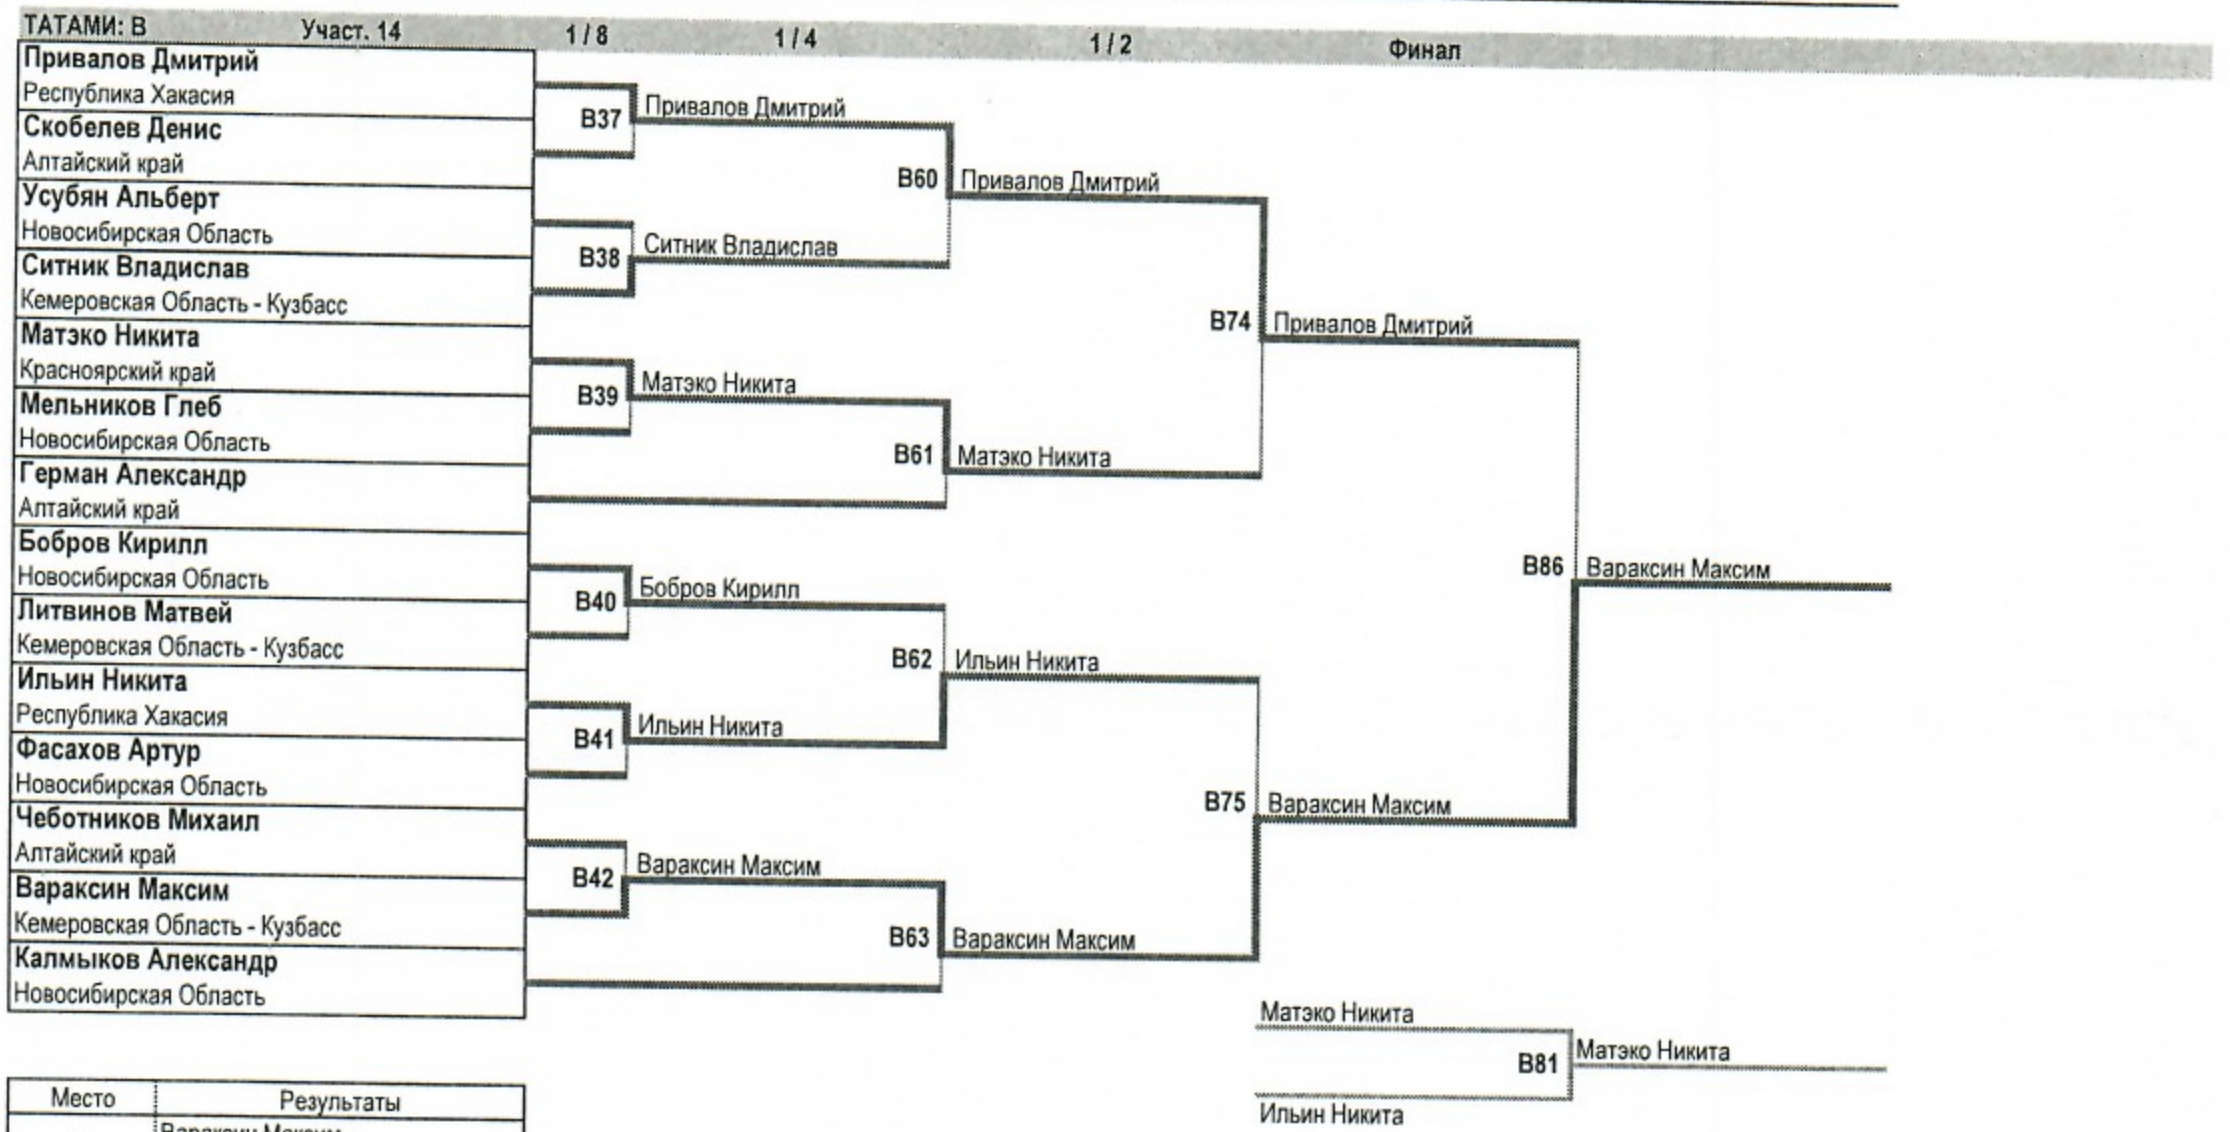 ТАТАМИ: В Участ. 14 1 / 8 1 / 4 1 / 2 Финал
Привалов Дмитрий
Республика Хакасия
Скобелев Денис
Алтайский край
Усубян Альберт
Новосибирская Область
Ситник Владислав
Кемеровская Область - Кузбасс
Матэко Никита
Красноярский край
Мельников Глеб
Новосибирская Область
Герман Александр
Алтайский край
Бобров Кирилл
Новосибирская Область
Литвинов Матвей
Кемеровская Область - Кузбасс
Ильин Никита
Республика Хакасия
Фасахов Артур
Новосибирская Область
Чеботников Михаил
Алтайский край
Вараксин Максим
Кемеровская Область - Кузбасс
Калмыков Александр
Новосибирская Область
B37 Привалов Дмитрий
B38 Ситник Владислав
B39 Матэко Никита
B40 Бобров Кирилл
B41 Ильин Никита
B42 Вараксин Максим
B60 Привалов Дмитрий
B61 Матэко Никита
B62 Ильин Никита
B63 Вараксин Максим
B74 Привалов Дмитрий
B75 Вараксин Максим
B86 Вараксин Максим
Матэко Никита
B81 Матэко Никита
Ильин Никита
Место Результаты
Вараксин Максим